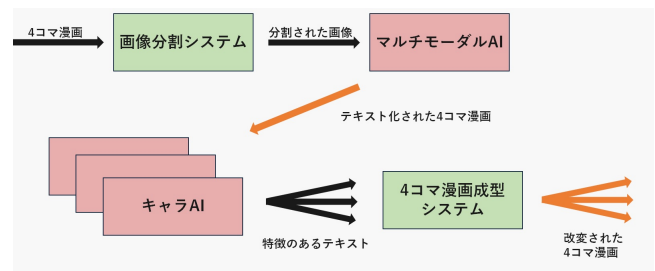 4コマ漫画
画像分割システム
分割された画像
マルチモーダルAI
テキスト化された4コマ漫画
キャラAI
特徴のあるテキスト
4コマ漫画成型
システム
改変された
4コマ漫画